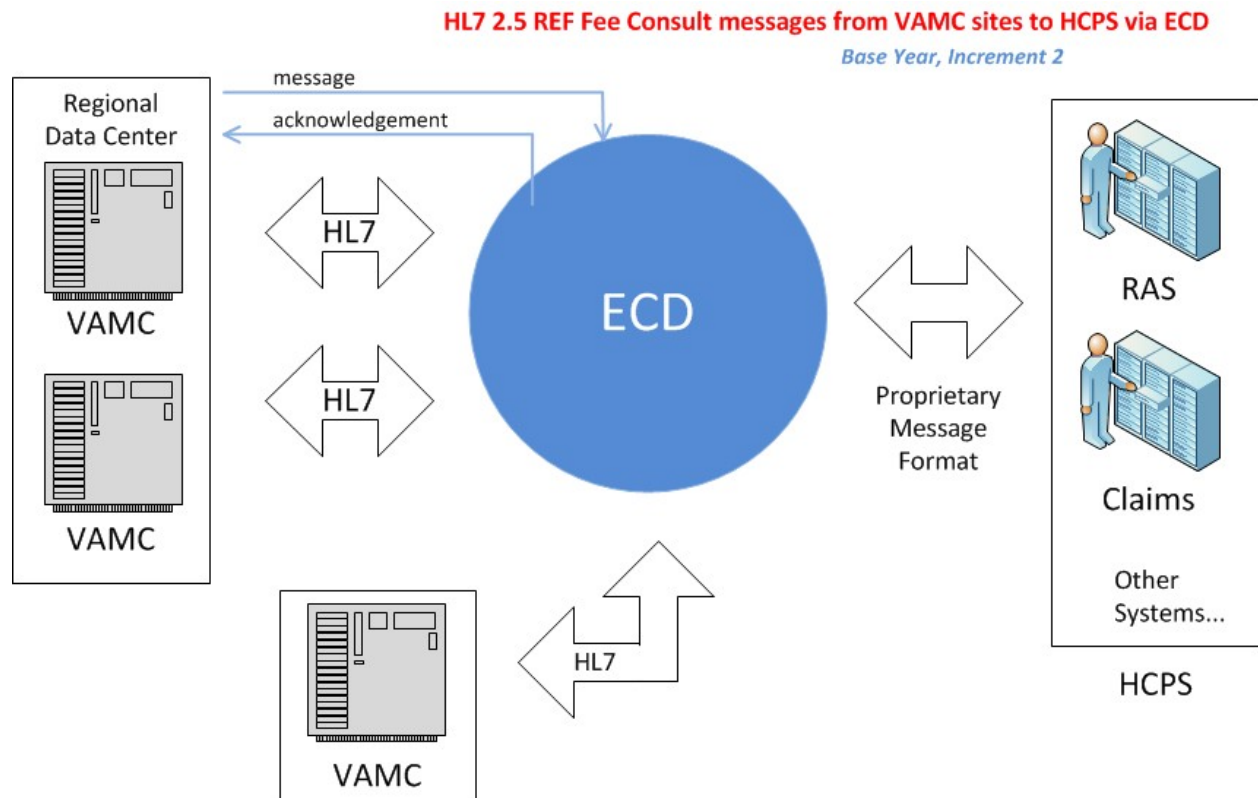 HL7 2.5 REF Fee Consult messages from VAMC sites to HCPS via ECD
Base Year, Increment 2
message
acknowledgement
Regional
Data Center
VAMC
VAMC
HL7
HL7
ECD
Proprietary
Message
Format
RAS
Claims
Other
Systems...
HCPS
HL7
VAMC